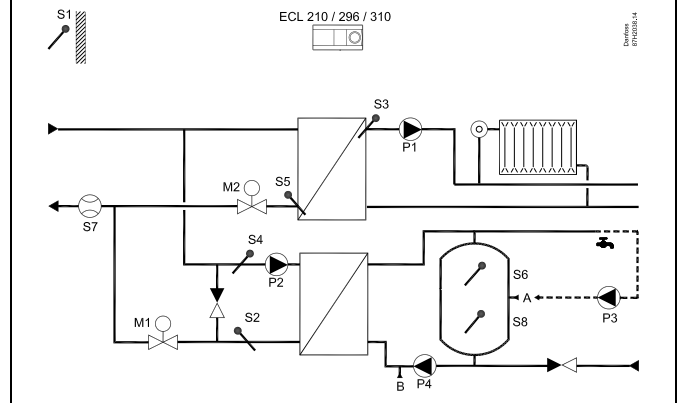 S1
ECL 210 / 296 / 310
Danfoss
87H2038.14
S3
P1
M2
S5
S7
S4
P2
S6
A
P3
M1
S2
S8
B
P4